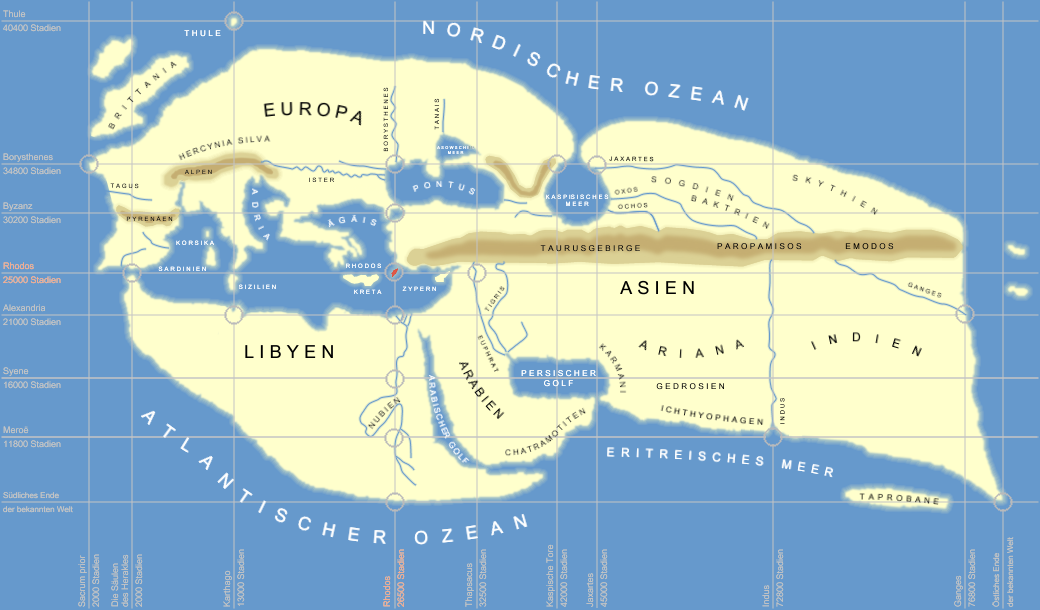 Thule
40400 Stadien
THULE
NORDISCHER OZEAN
BRITTANIA
EUROPA
BORYSTHENES
TANAIS
ASOWSCHES
MEER
HERCYNIA SILVA
Borysthenes
34800 Stadien
ALPEN
ISTER
JAXARTES
TAGUS
PONTUS
KASPISISCHES
MEER
OXOS
OCHOS
SOGDIEN
BAKTRIEN
SKYTHIEN
Byzanz
30200 Stadien
PYRENAEN
ADRIA
ÄGÄIS
KORSIKA
TAURUSGEBIRGE
PAROPAMISOS
EMODOS
Rhodos
25000 Stadien
SARDINIEN
RHODOS
SIZILIEN
KRETA
ZYPERN
TIGRIS
ASIEN
GANGES
Alexandria
21000 Stadien
LIBYEN
EUPHRAT
ARIANA
INDIEN
KARMANI
Syene
16000 Stadien
ARABISCHER GOLF
ARABIEN
PERSISCHER
GOLF
GEDROSIEN
NUBIEN
CHATRAMOTITEN
ICHTHYOPHAGEN
INDUS
Meroë
11800 Stadien
ATLANTISCHER OZEAN
ERITREISCHES MEER
Südliches Ende
der bekannten Welt
TAPROBANE
Sacrum prior
2000 Stadien
Die Säulen
des Herakles
2000 Stadien
Karthago
13000 Stadien
Rhodos
26500 Stadien
Thapsacus
32500 Stadien
Kaspische Tore
42000 Stadien
Jaxartes
45000 Stadien
Indus
72800 Stadien
Ganges
76800 Stadien
Östliches Ende
der bekannten Welt